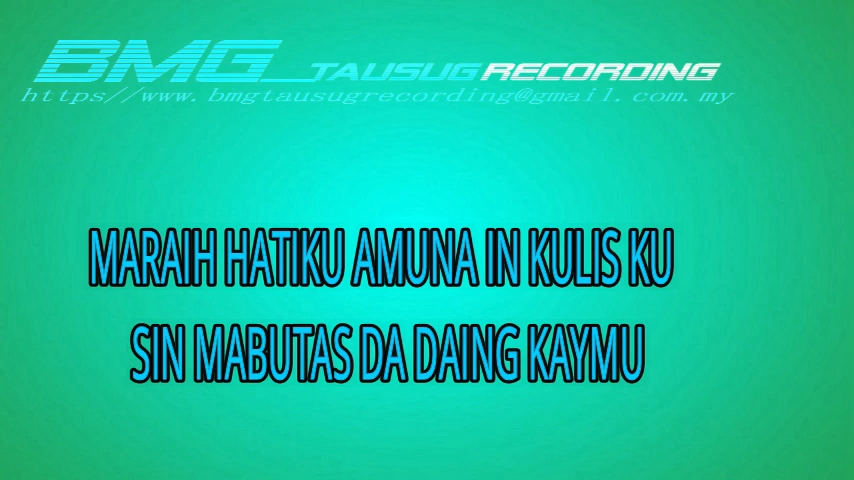 BMG_TAUSUG RECORDING
https//www.bmgtausugrecording@gmail.com.my
MARAIH HATIKU AMUNA IN KULIS KU
SIN MABUTAS DA DAING KAYMU